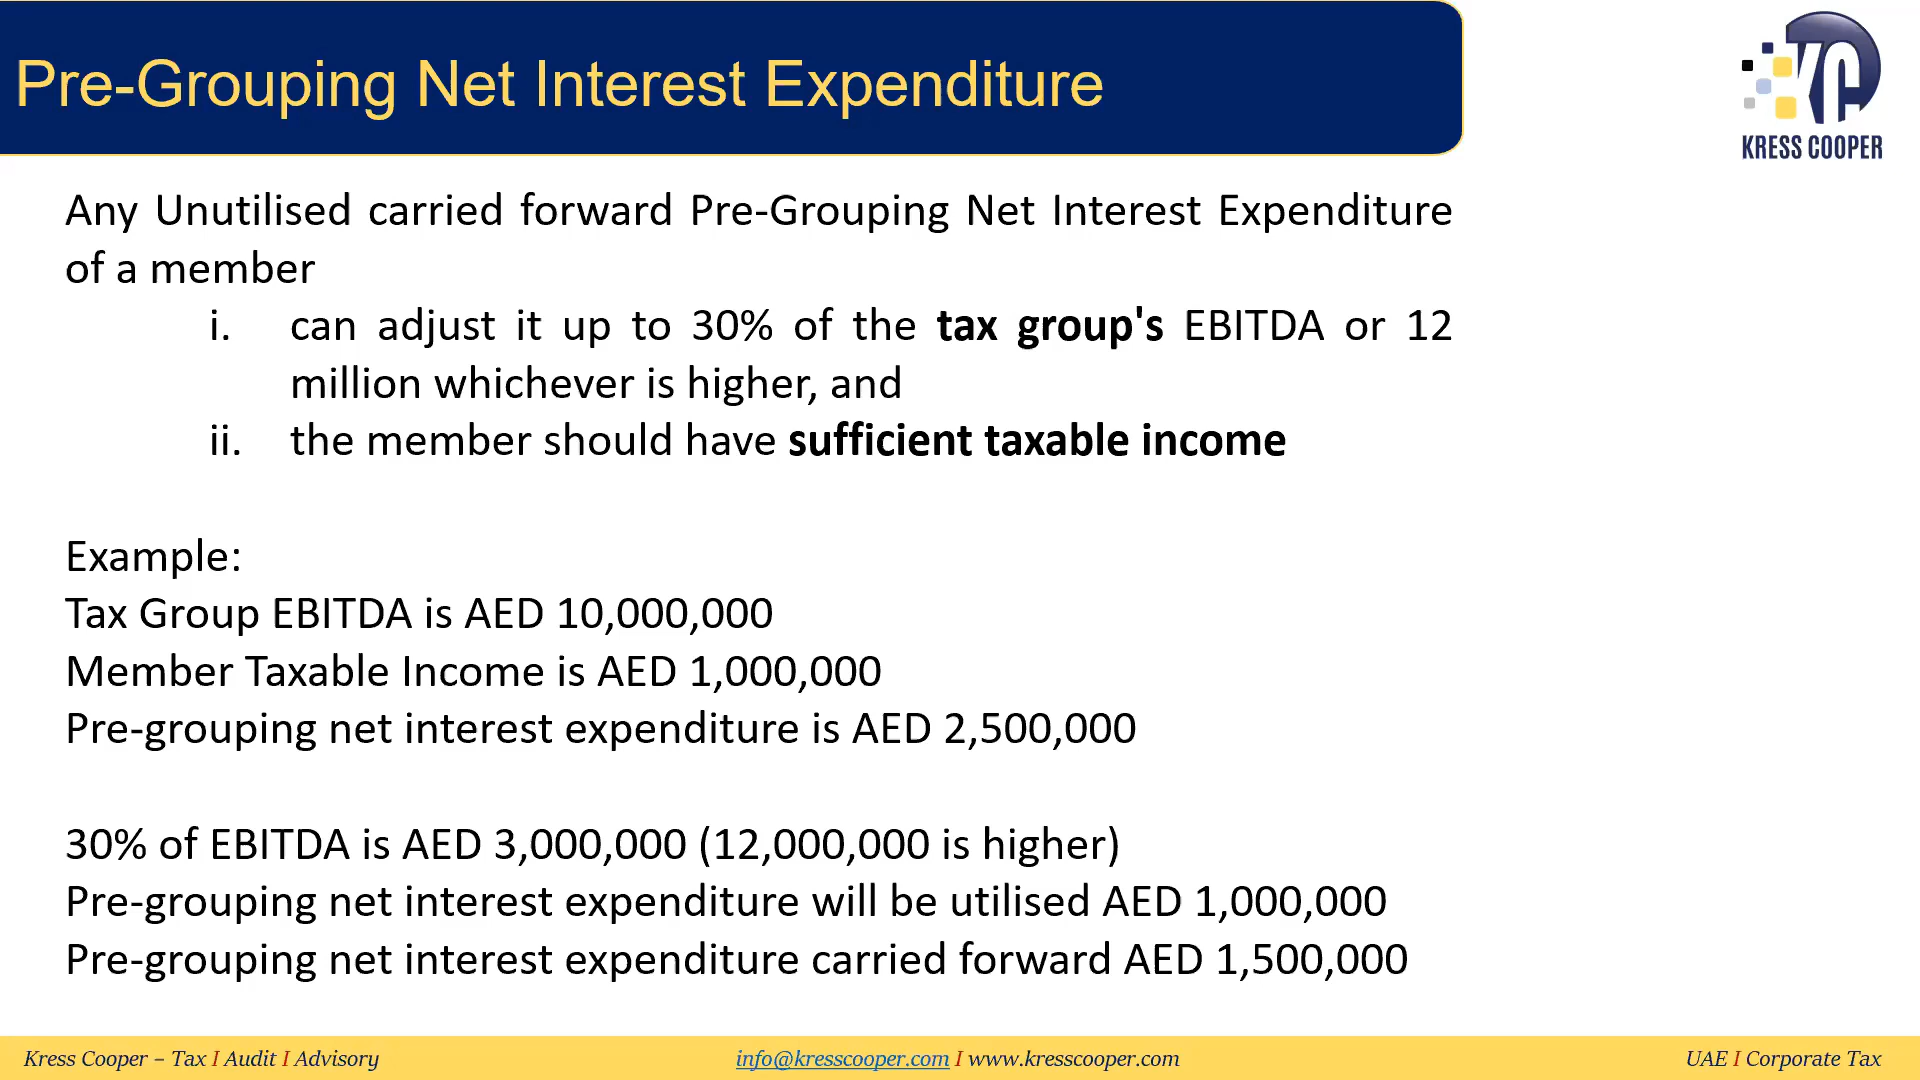 Pre-Grouping Net Interest Expenditure
KRESS COOPER
Any Unutilised carried forward Pre-Grouping Net Interest Expenditure
of a member
i. can adjust it up to 30% of the tax group's EBITDA or 12
million whichever is higher, and
ii. the member should have sufficient taxable income
Example:
Tax Group EBITDA is AED 10,000,000
Member Taxable Income is AED 1,000,000
Pre-grouping net interest expenditure is AED 2,500,000
30% of EBITDA is AED 3,000,000 (12,000,000 is higher)
Pre-grouping net interest expenditure will be utilised AED 1,000,000
Pre-grouping net interest expenditure carried forward AED 1,500,000
Kress Cooper – Tax I Audit I Advisory
info@kresscooper.com I www.kresscooper.com
UAE I Corporate Tax